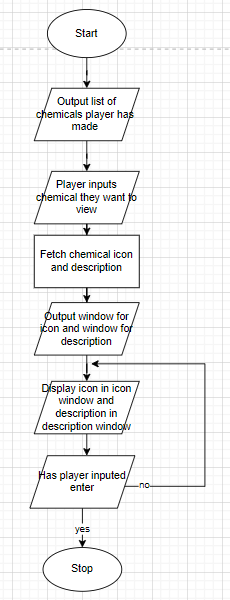 Start
Output list of
chemicals player has
made
Player inputs
chemical they want to
view
Fetch chemical icon
and description
Output window for
icon and window for
description
Display icon in icon
window and
description in
description window
Has player inputed
enter
no
yes
Stop